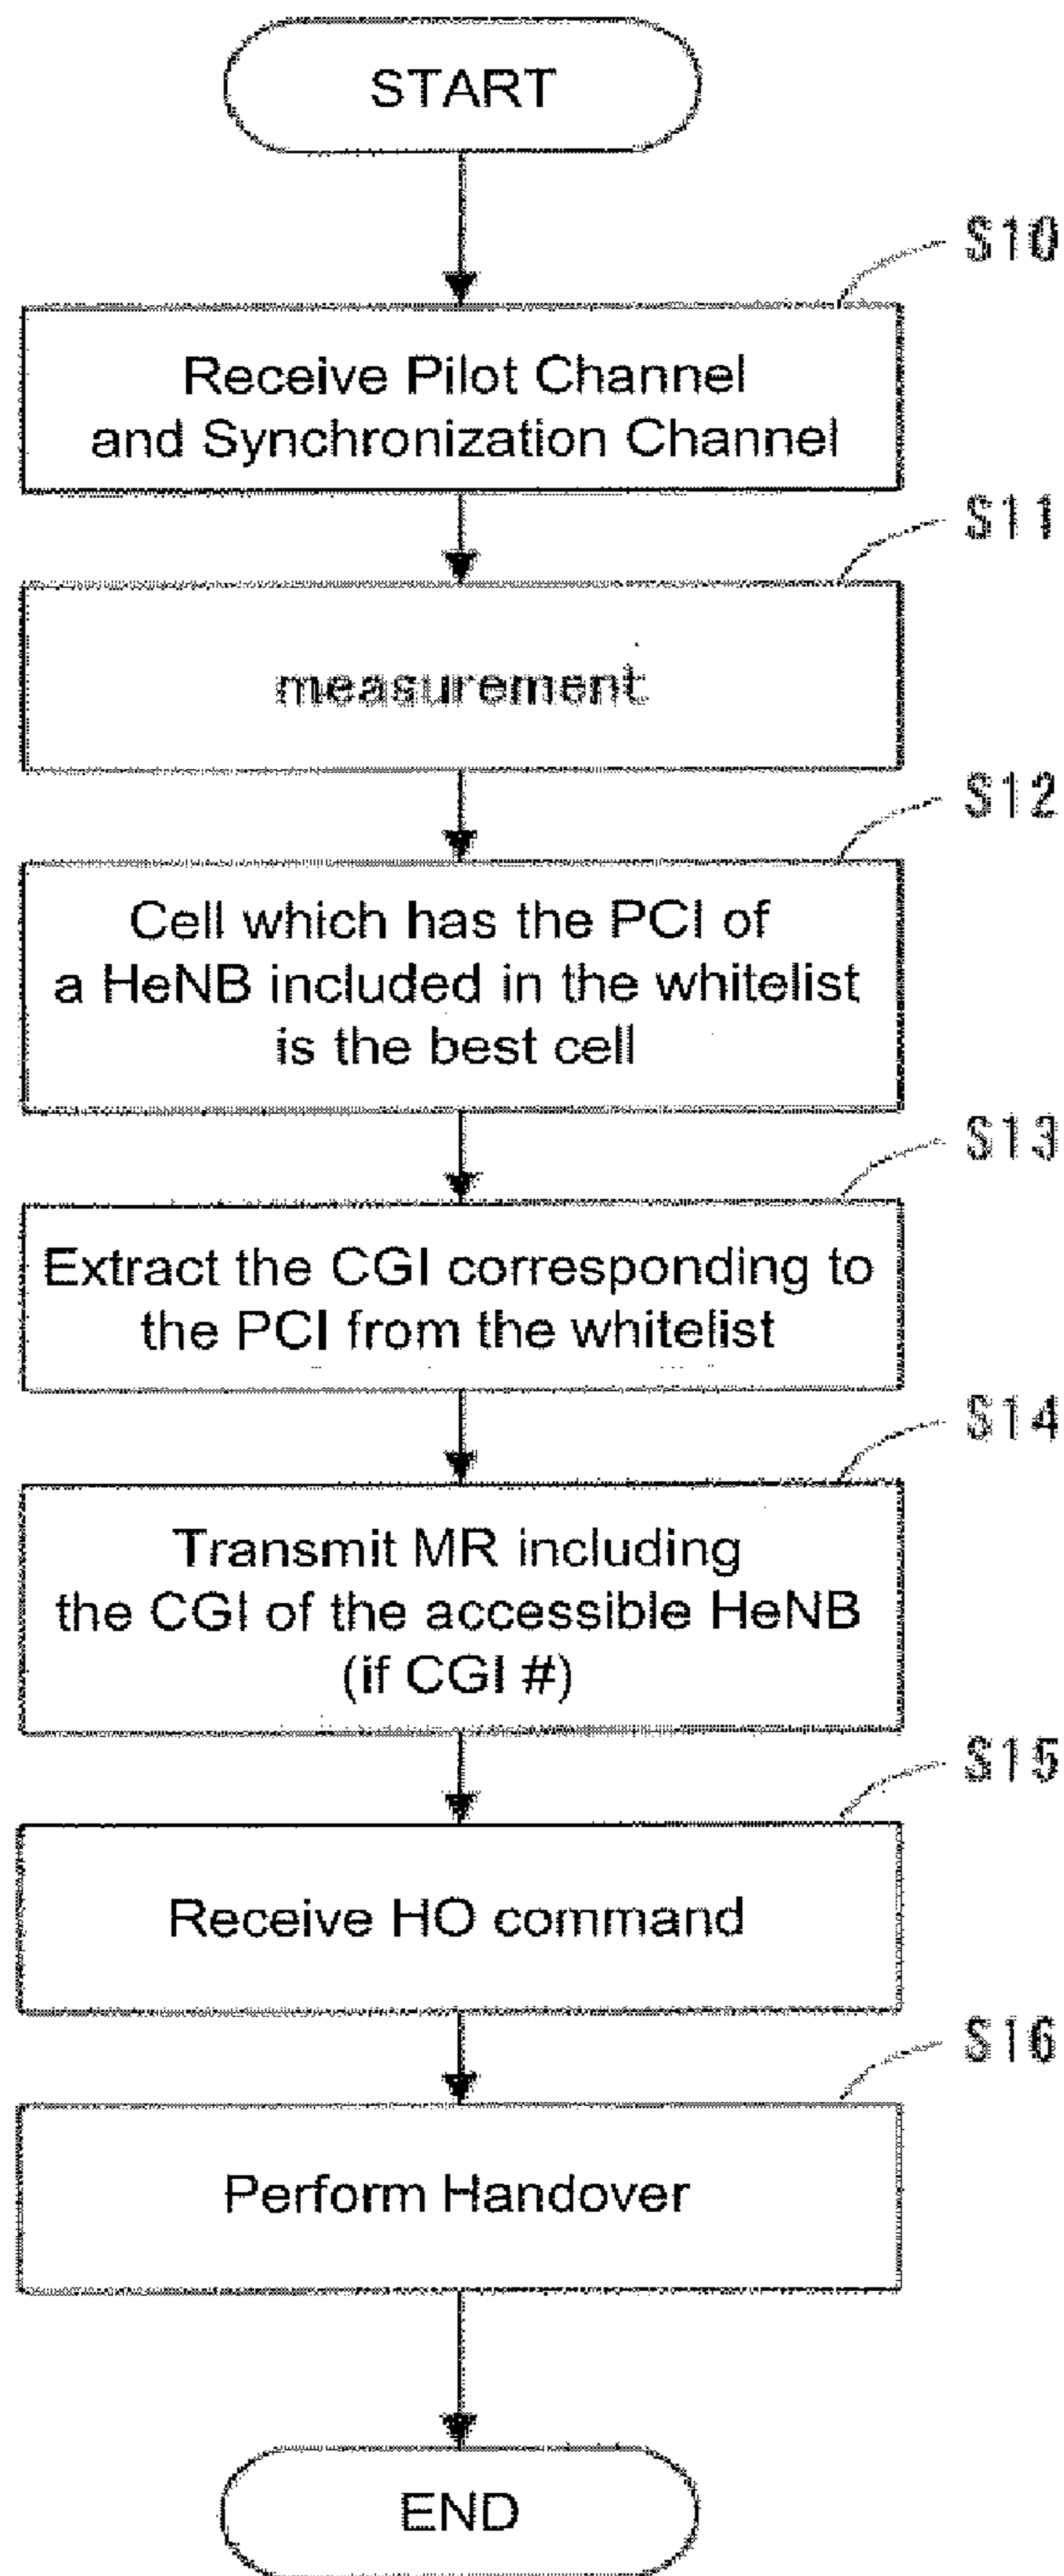 START
S10
Receive Pilot Channel
and Synchronization Channel
S11
measurement
S12
Cell which has the PCI of
a HeNB included in the whitelist
is the best cell
S13
Extract the CGI corresponding to
the PCI from the whitelist
S14
Transmit MR including
the CGI of the accessible HeNB
(if CGI #)
S15
Receive HO command
S16
Perform Handover
END